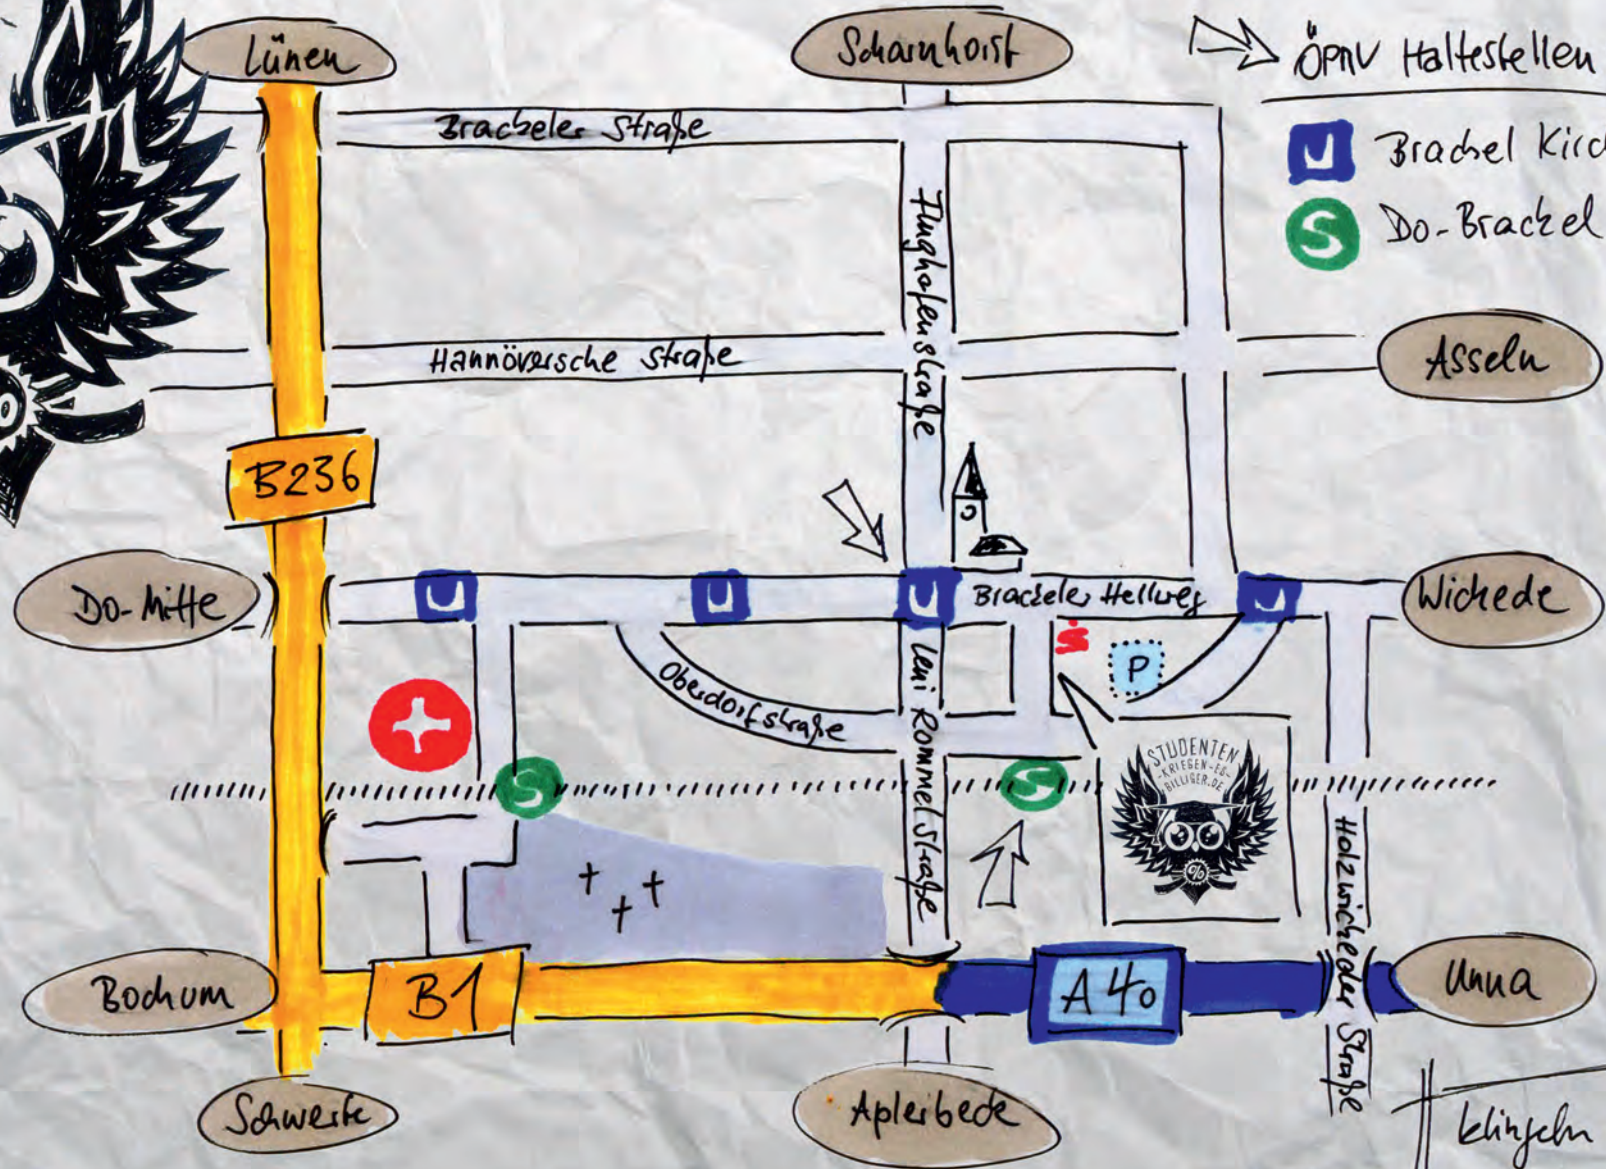 Lünen
Scharnhorst
ÖPNV Haltestellen
Brackeler Straße
U
Brackel Kirc
S
Do-Brackel
Flughafenstraße
Hannöversche Straße
Asseln
B236
Do-Mitte
U
U
U
Brackeler Hellweg
U
Wickede
Oberdorfstraße
Leni Rommel Straße
P
S
S
STUDENTEN
-KRIEGEN-ES-
BILLIGER.DE
%
Holzwickeder Straße
Bochum
B1
A40
Unna
Schwerte
Aplerbeck
klingeln